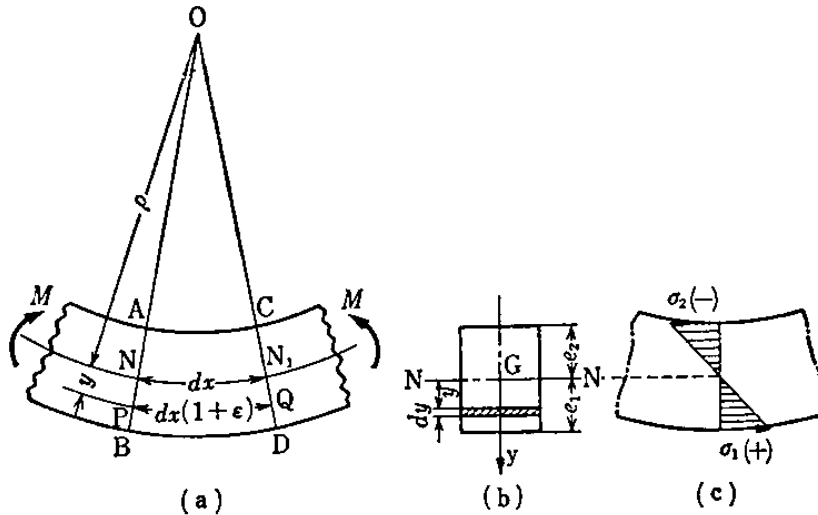 O
ρ
M
A
C
M
N
dx
N₁
y
P
dx(1+ε)
Q
B
D
(a)
N
G
e₂
y
dy
e₁
y
(b)
σ₂(−)
N
σ₁(+)
(c)